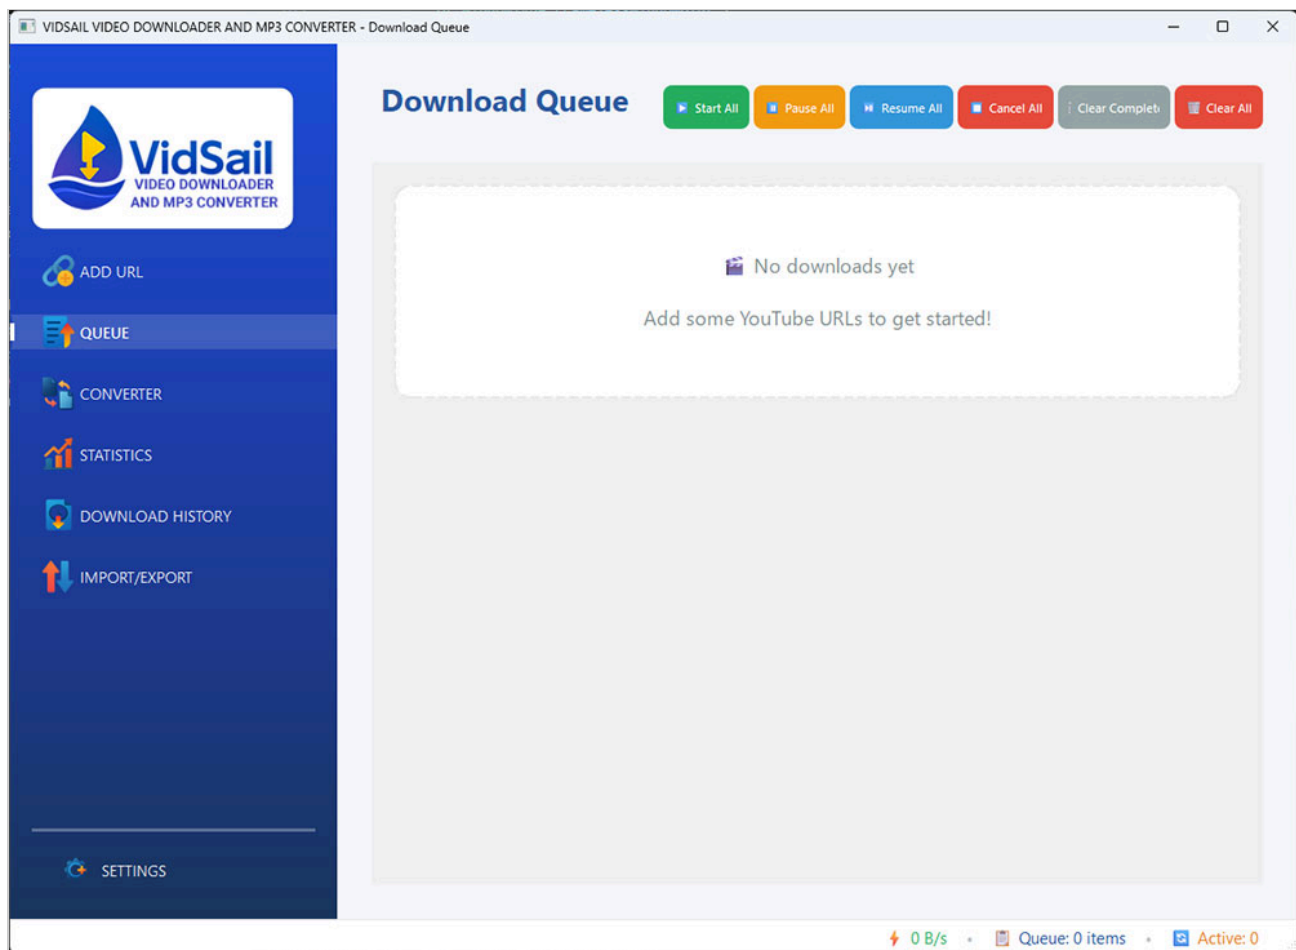 VIDSAIL VIDEO DOWNLOADER AND MP3 CONVERTER - Download Queue
VidSail
VIDEO DOWNLOADER
AND MP3 CONVERTER
ADD URL
QUEUE
CONVERTER
STATISTICS
DOWNLOAD HISTORY
IMPORT/EXPORT
SETTINGS
Download Queue
Start All
Pause All
Resume All
Cancel All
Clear Complet
Clear All
No downloads yet
Add some YouTube URLs to get started!
0 B/s • Queue: 0 items • Active: 0